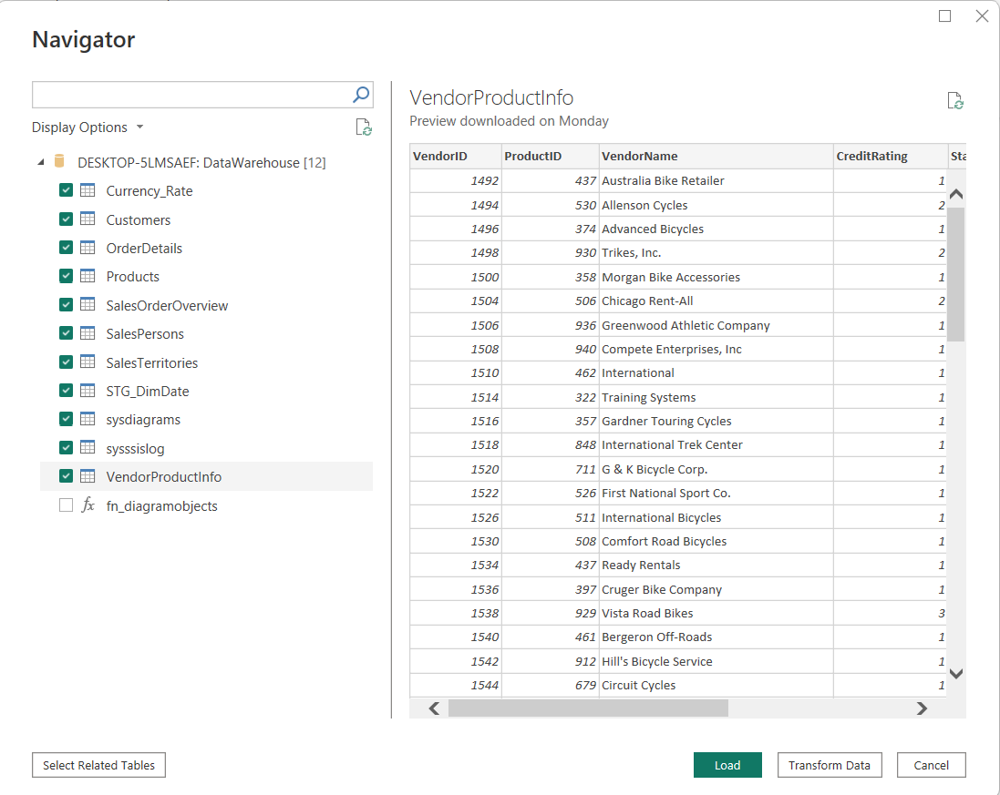 Navigator
Display Options
DESKTOP-5LMSAEF: DataWarehouse [12]
Currency_Rate
Customers
OrderDetails
Products
SalesOrderOverview
SalesPersons
SalesTerritories
STG_DimDate
sysdiagrams
sysssislog
VendorProductInfo
fx fn_diagramobjects
VendorProductInfo
Preview downloaded on Monday
VendorID ProductID VendorName CreditRating Sta
1492 437 Australia Bike Retailer 1
1494 530 Allenson Cycles 2
1496 374 Advanced Bicycles 1
1498 930 Trikes, Inc. 2
1500 358 Morgan Bike Accessories 1
1504 506 Chicago Rent-All 2
1506 936 Greenwood Athletic Company 1
1508 940 Compete Enterprises, Inc 1
1510 462 International 1
1514 322 Training Systems 1
1516 357 Gardner Touring Cycles 1
1518 848 International Trek Center 1
1520 711 G & K Bicycle Corp. 1
1522 526 First National Sport Co. 1
1526 511 International Bicycles 1
1530 508 Comfort Road Bicycles 1
1534 437 Ready Rentals 1
1536 397 Cruger Bike Company 1
1538 929 Vista Road Bikes 3
1540 461 Bergeron Off-Roads 1
1542 912 Hill's Bicycle Service 1
1544 679 Circuit Cycles 1
Select Related Tables
Load
Transform Data
Cancel